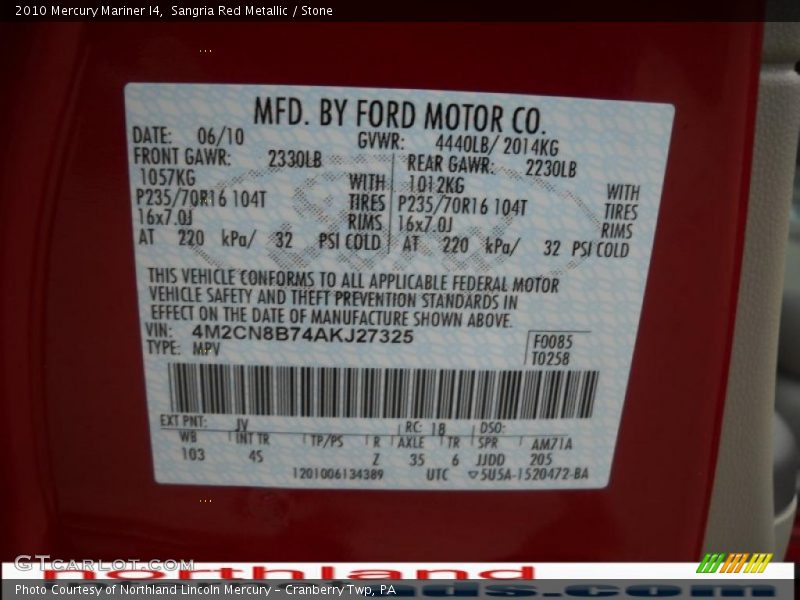 2010 Mercury Mariner I4, Sangria Red Metallic / Stone
MFD. BY FORD MOTOR CO.
DATE: 06/10 GVWR: 4440LB/ 2014KG
FRONT GAWR: 2330LB REAR GAWR: 2230LB
1057KG WITH 1012KG WITH
P235/70R16 104T TIRES P235/70R16 104T TIRES
16x7.0J RIMS 16x7.0J RIMS
AT 220 kPa/ 32 PSI COLD AT 220 kPa/ 32 PSI COLD
THIS VEHICLE CONFORMS TO ALL APPLICABLE FEDERAL MOTOR
VEHICLE SAFETY AND THEFT PREVENTION STANDARDS IN
EFFECT ON THE DATE OF MANUFACTURE SHOWN ABOVE.
VIN: 4M2CN8B74AKJ27325 F0085
TYPE: MPV T0258
EXT PNT: JV RC: 18 DSO:
WB INT TR TP/PS R AXLE TR SPR AM71A
103 45 Z 35 6 JJDD 205
1201006134389 UTC 5U5A-1520472-BA
GTCarLot.com
northland
Photo Courtesy of Northland Lincoln Mercury - Cranberry Twp, PA